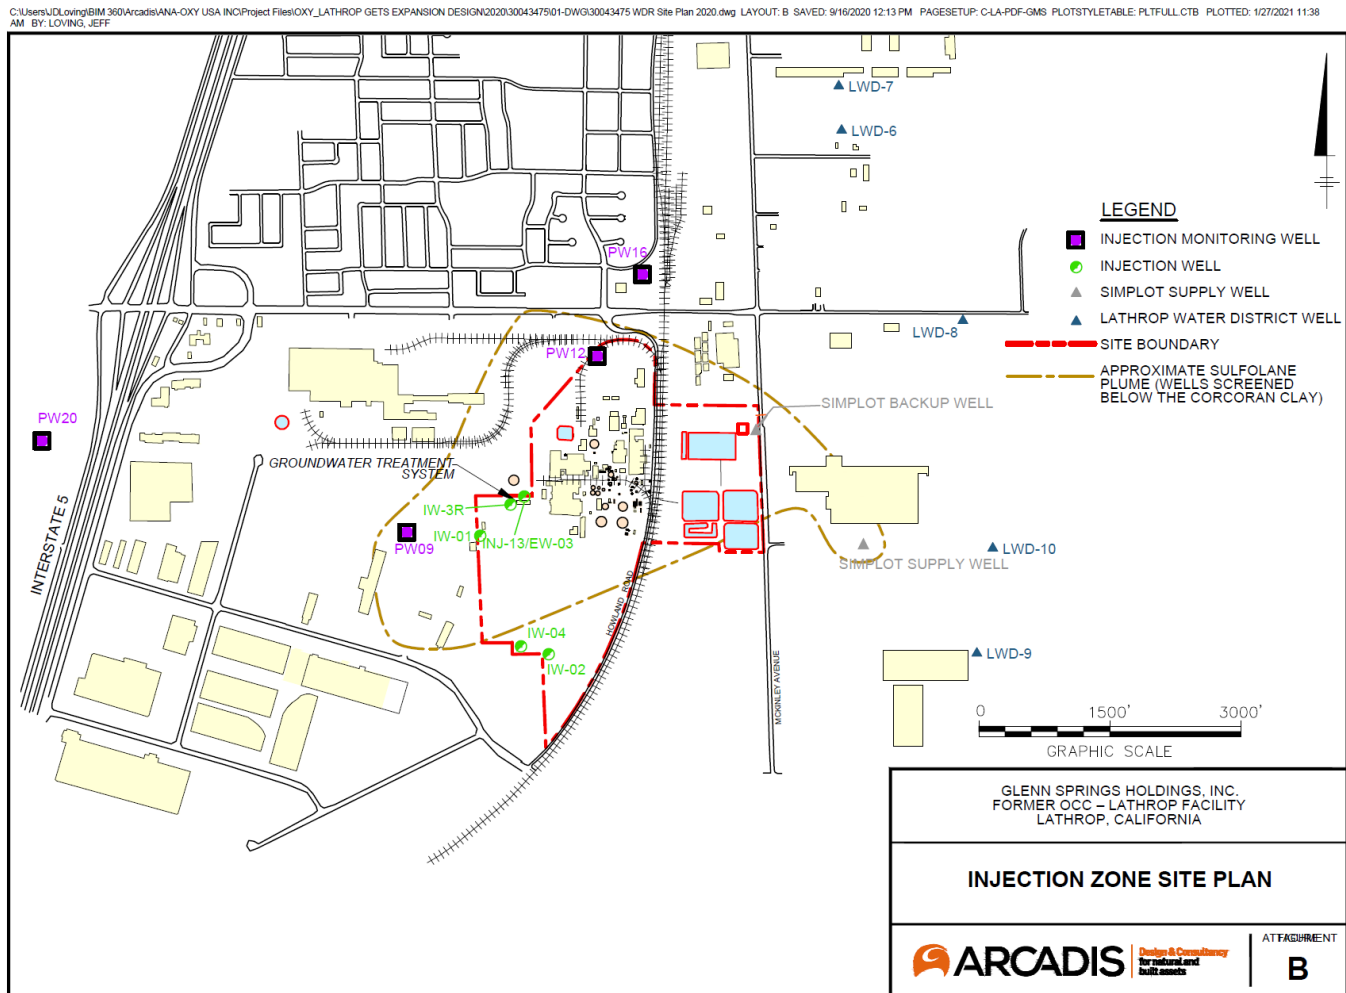 C:\Users\JDLoving\BIM 360\Arcadis\ANA-OXY USA INC\Project Files\OXY_LATHROP GETS EXPANSION DESIGN\2020\30043475\01-DWG\30043475 WDR Site Plan 2020.dwg LAYOUT: B SAVED: 9/16/2020 12:13 PM PAGESETUP: C-LA-PDF-GMS PLOTSTYLETABLE: PLTFULL.CTB PLOTTED: 1/27/2021 11:38
AM BY: LOVING, JEFF
LWD-7
LWD-6
LEGEND
INJECTION MONITORING WELL
INJECTION WELL
SIMPLOT SUPPLY WELL
LATHROP WATER DISTRICT WELL
SITE BOUNDARY
APPROXIMATE SULFOLANE
PLUME (WELLS SCREENED
BELOW THE CORCORAN CLAY)
PW16
LWD-8
PW12
PW20
SIMPLOT BACKUP WELL
GROUNDWATER TREATMENT
SYSTEM
IW-3R
IW-01
INJ-13/EW-03
PW09
INTERSTATE 5
SIMPLOT SUPPLY WELL
LWD-10
HOWLAND ROAD
IW-04
IW-02
LWD-9
MCKINLEY AVENUE
0 1500' 3000'
GRAPHIC SCALE
GLENN SPRINGS HOLDINGS, INC.
FORMER OCC – LATHROP FACILITY
LATHROP, CALIFORNIA
INJECTION ZONE SITE PLAN
ARCADIS
Design & Consultancy
for natural and
built assets
B